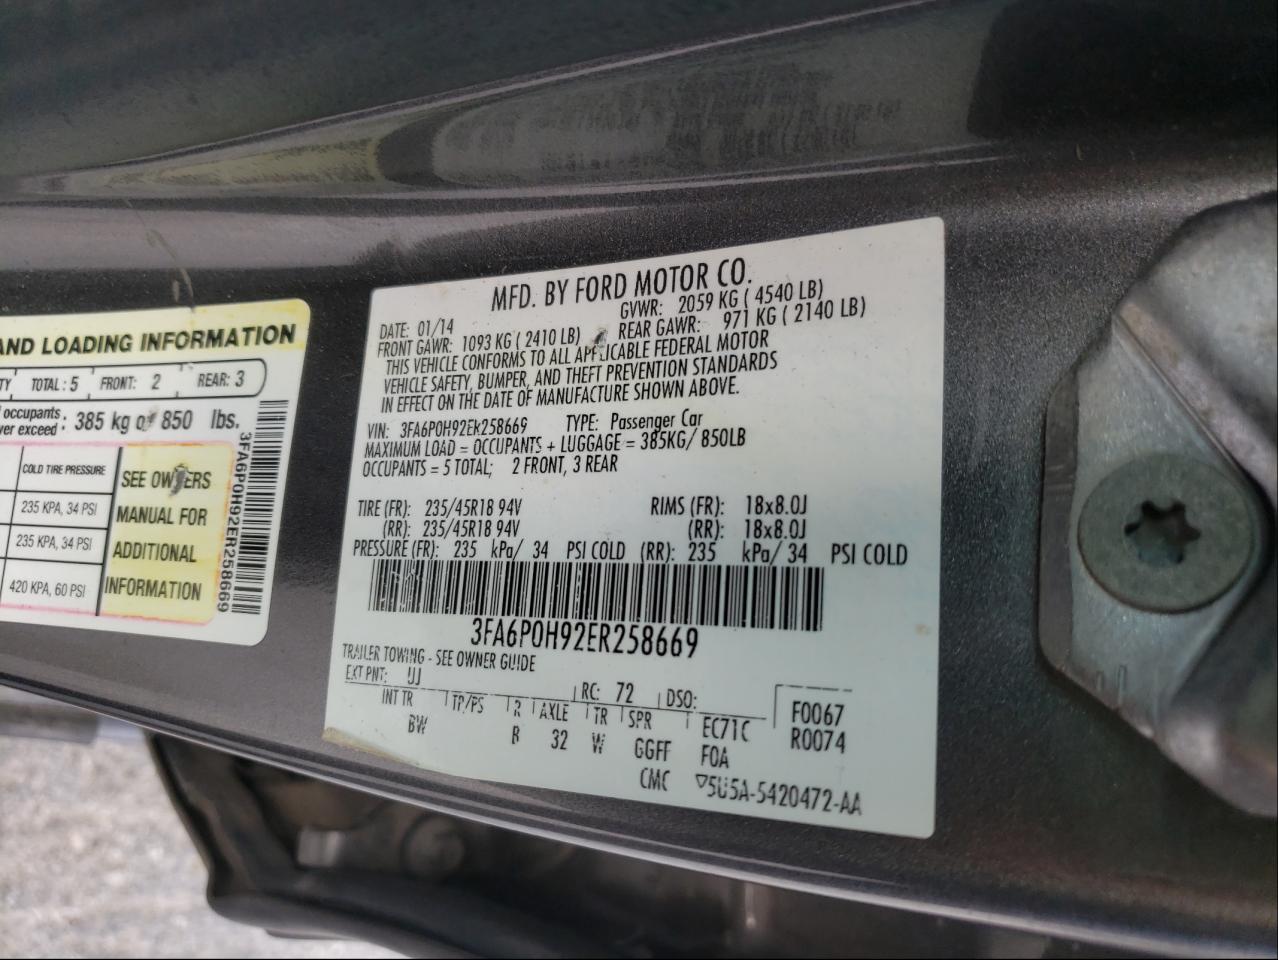 AND LOADING INFORMATION
TOTAL: 5 FRONT: 2 REAR: 3
occupants
exceed: 385 kg or 850 lbs.
COLD TIRE PRESSURE
235 KPA, 34 PSI
235 KPA, 34 PSI
420 KPA, 60 PSI
SEE OWNERS
MANUAL FOR
ADDITIONAL
INFORMATION
3FA6P0H92ER258669
MFD. BY FORD MOTOR CO.
DATE: 01/14 GVWR: 2059 KG ( 4540 LB)
FRONT GAWR: 1093 KG ( 2410 LB) REAR GAWR: 971 KG ( 2140 LB)
THIS VEHICLE CONFORMS TO ALL APPLICABLE FEDERAL MOTOR
VEHICLE SAFETY, BUMPER, AND THEFT PREVENTION STANDARDS
IN EFFECT ON THE DATE OF MANUFACTURE SHOWN ABOVE.
VIN: 3FA6P0H92ER258669 TYPE: Passenger Car
MAXIMUM LOAD = OCCUPANTS + LUGGAGE = 385KG/ 850LB
OCCUPANTS = 5 TOTAL; 2 FRONT, 3 REAR
TIRE (FR): 235/45R18 94V RIMS (FR): 18x8.0J
(RR): 235/45R18 94V (RR): 18x8.0J
PRESSURE (FR): 235 kPa/ 34 PSI COLD (RR): 235 kPa/ 34 PSI COLD
3FA6P0H92ER258669
TRAILER TOWING - SEE OWNER GUIDE
EXT PNT: UJ RC: 72 DSO:
INT TR TP/PS R AXLE TR SPR EC71C F0067
BW B 32 W GGFF F0A R0074
CMC 5U5A-5420472-AA